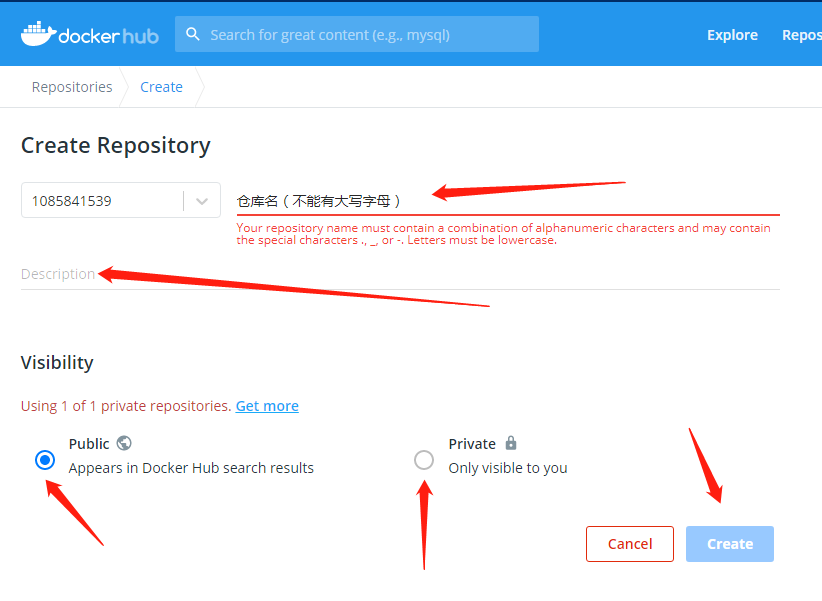 dockerhub Search for great content (e.g., mysql) Explore Repos
Repositories Create
Create Repository
1085841539 仓库名（不能有大写字母）
Your repository name must contain a combination of alphanumeric characters and may contain
the special characters ., _, or -. Letters must be lowercase.
Description
Visibility
Using 1 of 1 private repositories. Get more
Public Private
Appears in Docker Hub search results Only visible to you
Cancel Create